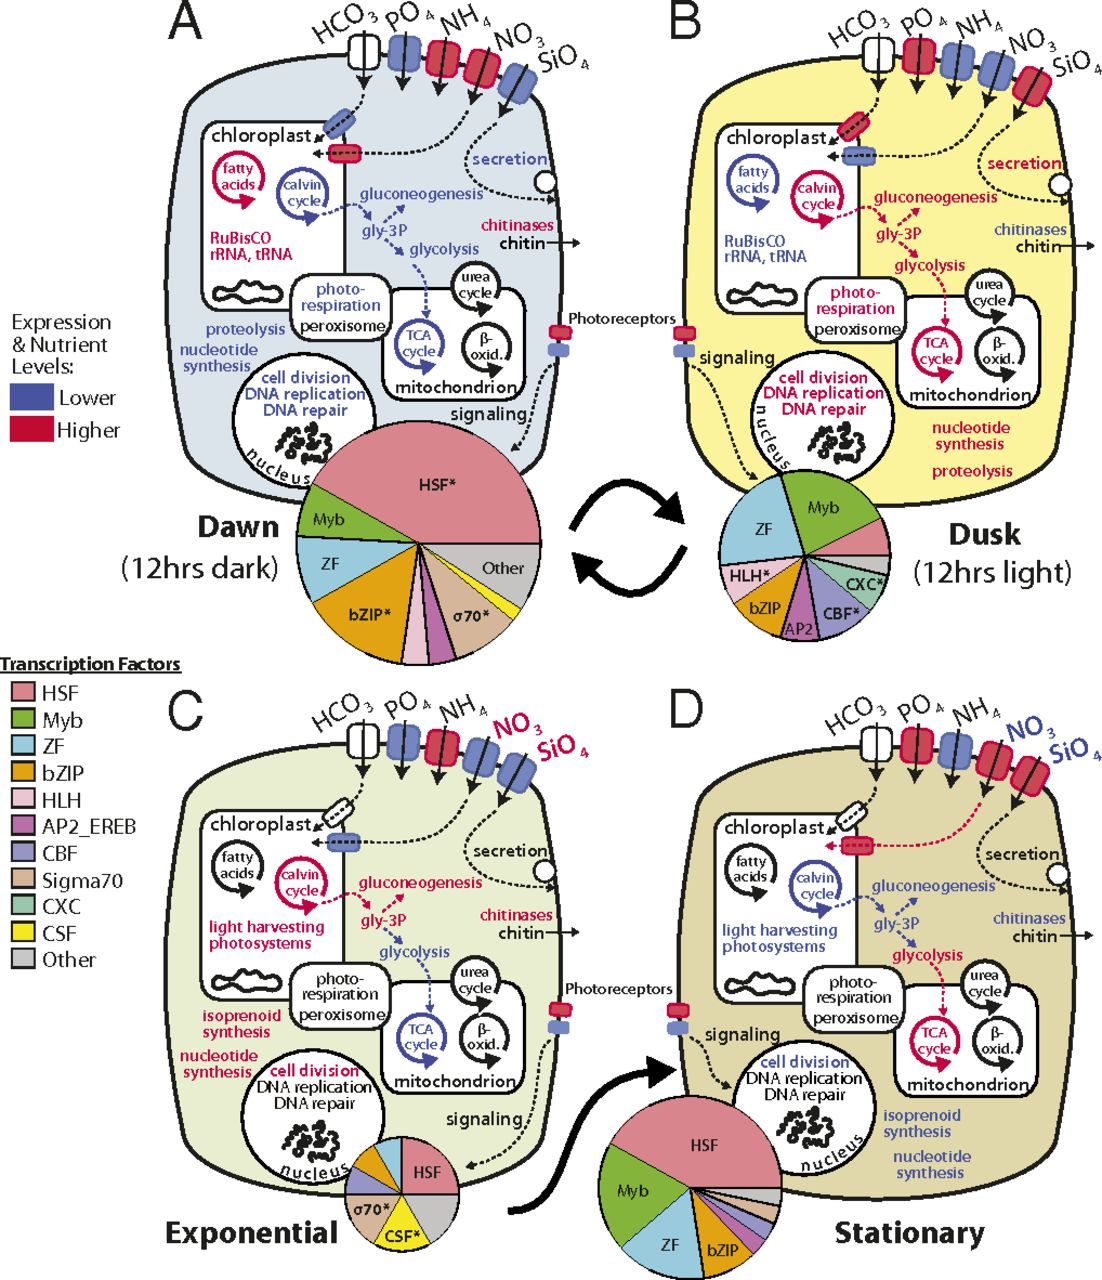 A
HCO3
PO4
NH4
NO3
SiO4
chloroplast
fatty
acids
calvin
cycle
secretion
gluconeogenesis
gly-3P
glycolysis
chitinases
chitin
RuBisCO
rRNA, tRNA
urea
cycle
photo-
respiration
peroxisome
proteolysis
nucleotide
synthesis
TCA
cycle
β-
oxid.
mitochondrion
cell division
DNA replication
DNA repair
nucleus
signaling
Photoreceptors
Expression
& Nutrient
Levels:
Lower
Higher
HSF*
Myb
ZF
bZIP*
σ70*
Other
Dawn
(12hrs dark)
B
HCO3
PO4
NH4
NO3
SiO4
chloroplast
fatty
acids
calvin
cycle
secretion
gluconeogenesis
gly-3P
glycolysis
chitinases
chitin
RuBisCO
rRNA, tRNA
urea
cycle
photo-
respiration
peroxisome
TCA
cycle
β-
oxid.
mitochondrion
signaling
cell division
DNA replication
DNA repair
nucleus
nucleotide
synthesis
proteolysis
ZF
Myb
HLH*
bZIP
AP2
CBF*
CXC*
Dusk
(12hrs light)
Transcription Factors
HSF
Myb
ZF
bZIP
HLH
AP2_EREB
CBF
Sigma70
CXC
CSF
Other
C
HCO3
PO4
NH4
NO3
SiO4
chloroplast
fatty
acids
calvin
cycle
secretion
gluconeogenesis
gly-3P
glycolysis
chitinases
chitin
light harvesting
photosystems
urea
cycle
photo-
respiration
peroxisome
isoprenoid
synthesis
nucleotide
synthesis
TCA
cycle
β-
oxid.
mitochondrion
cell division
DNA replication
DNA repair
nucleus
signaling
Photoreceptors
HSF
σ70*
CSF*
Exponential
D
HCO3
PO4
NH4
NO3
SiO4
chloroplast
fatty
acids
calvin
cycle
secretion
gluconeogenesis
gly-3P
glycolysis
chitinases
chitin
light harvesting
photosystems
urea
cycle
photo-
respiration
peroxisome
TCA
cycle
β-
oxid.
mitochondrion
signaling
cell division
DNA replication
DNA repair
nucleus
isoprenoid
synthesis
nucleotide
synthesis
HSF
Myb
ZF
bZIP
Stationary